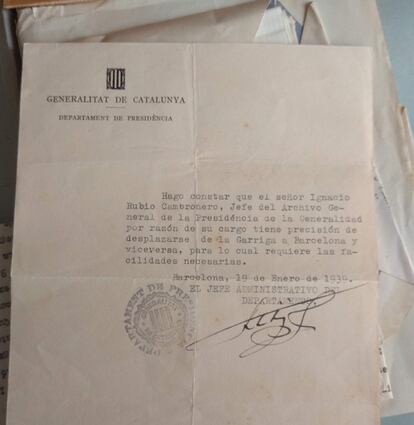 GENERALITAT DE CATALUNYA
DEPARTAMENT DE PRESIDÈNCIA
Hago constar que el señor Ignacio
Rubio Cambronero, Jefe del Archivo Ge-
neral de la Presidéncia de la Generalidad
por razón de su cargo tiene precisión de
desplazarse de la Garriga a Barcelona y
viceversa, para lo cual requiere las fa-
cilidades necesarias.
Barcelona, 19 de Enero de 1939.
EL JEFE ADMINISTRATIVO DEL
DEPARTAMENTO,
DEPARTAMENT DE PRESIDÈNCIA